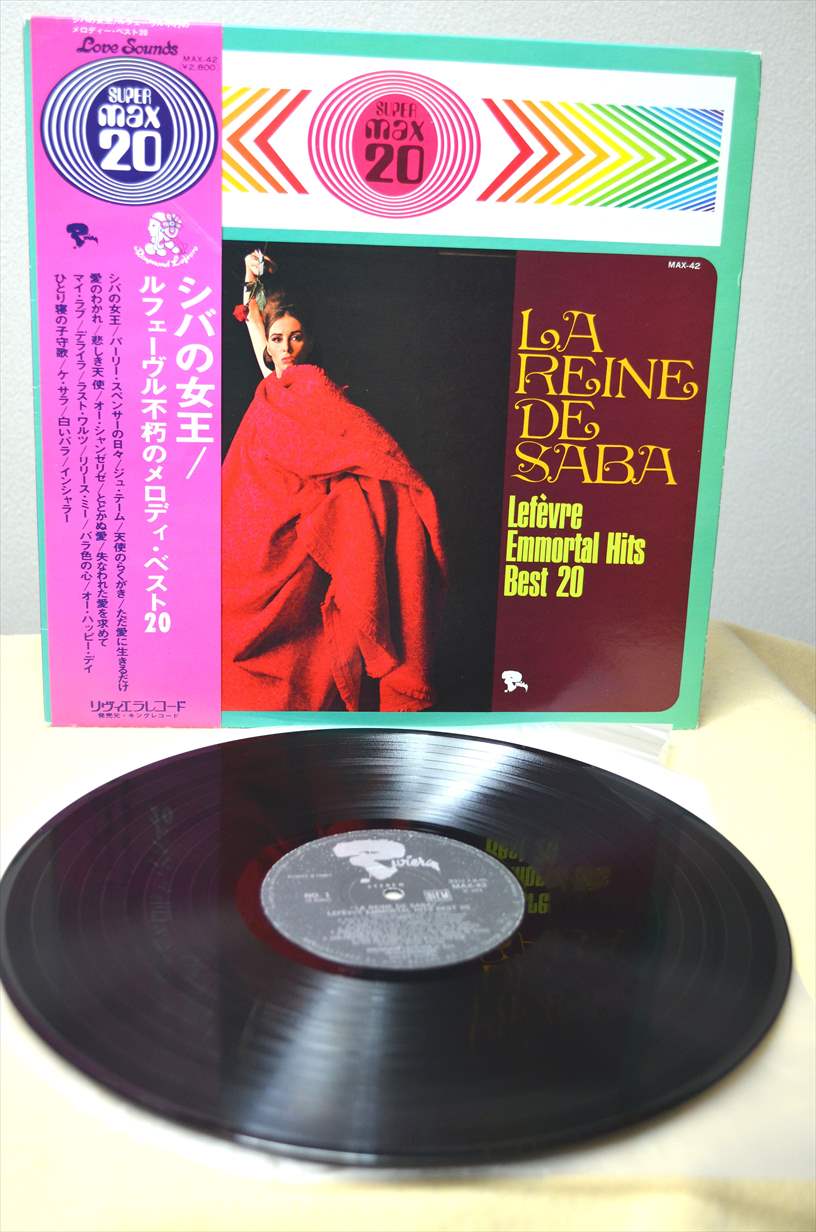 シバの女王/ルフェーヴル不朽の
メロディー・ベスト20
Love Sounds
MAX-42
¥2,800
SUPER
max
20
Riviera
Raymond Lefèvre
シバの女王/
ルフェーヴル不朽のメロディ・ベスト20
シバの女王/バーリー・スペンサーの日々/ジュ・テーム/天使のらくがき/ただ愛に生きるだけ
愛のわかれ/悲しき天使/オー・シャンゼリゼ/とどかぬ愛/失なわれた愛を求めて
マイ・ラブ/デライラ/ラスト・ワルツ/リリース・ミー/バラ色の心/オー・ハッピー・デイ
ひとり寝の子守歌/ケ・サラ/白いバラ/インシャラー
リヴィエラレコード
発売元・キングレコード
SUPER
max
20
MAX-42
LA
REINE
DE
SABA
Lefèvre
Emmortal Hits
Best 20
Riviera
STEREO
NO. 1
MAX-42
LA REINE DE SABA
LEFÈVRE EMMORTAL HITS BEST 20